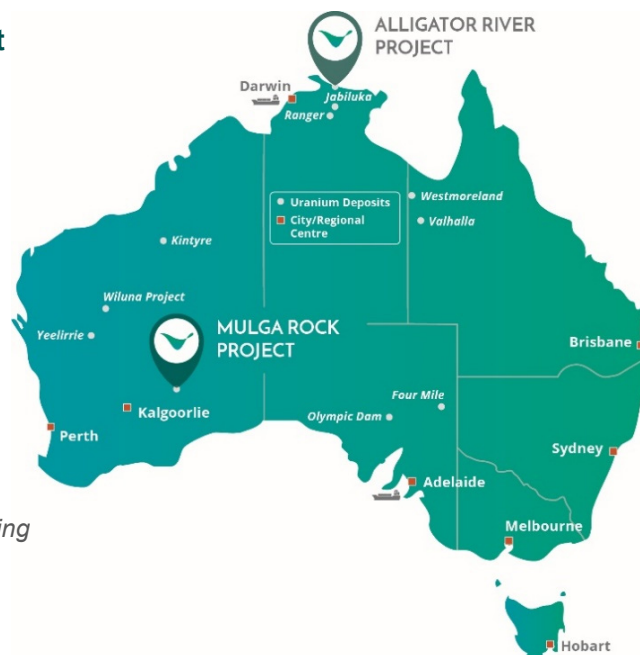 t
ALLIGATOR RIVER
PROJECT
Darwin
Jabiluka
Ranger
Uranium Deposits
City/Regional
Centre
Westmoreland
Valhalla
Kintyre
Wiluna Project
Yeelirrie
MULGA ROCK
PROJECT
Brisbane
Kalgoorlie
Four Mile
Olympic Dam
Perth
Sydney
Adelaide
ing
Melbourne
Hobart